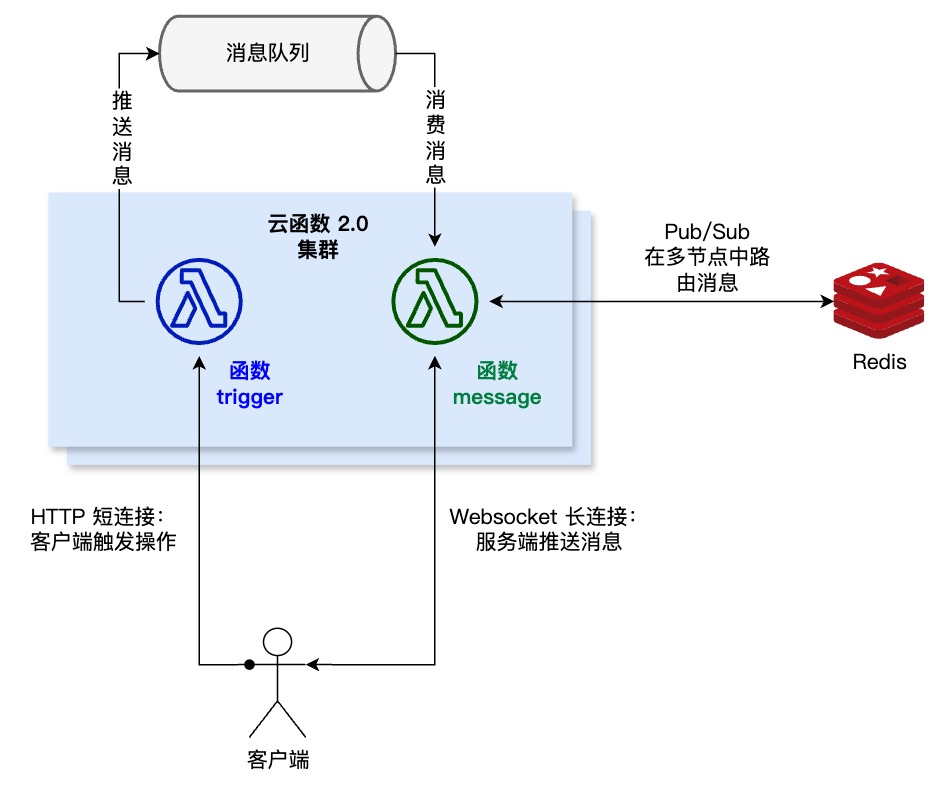 消息队列
推
送
消
息
消
费
消
息
云函数 2.0
集群
Pub/Sub
在多节点中路
由消息
Redis
函数
trigger
函数
message
HTTP 短连接：
客户端触发操作
Websocket 长连接：
服务端推送消息
客户端